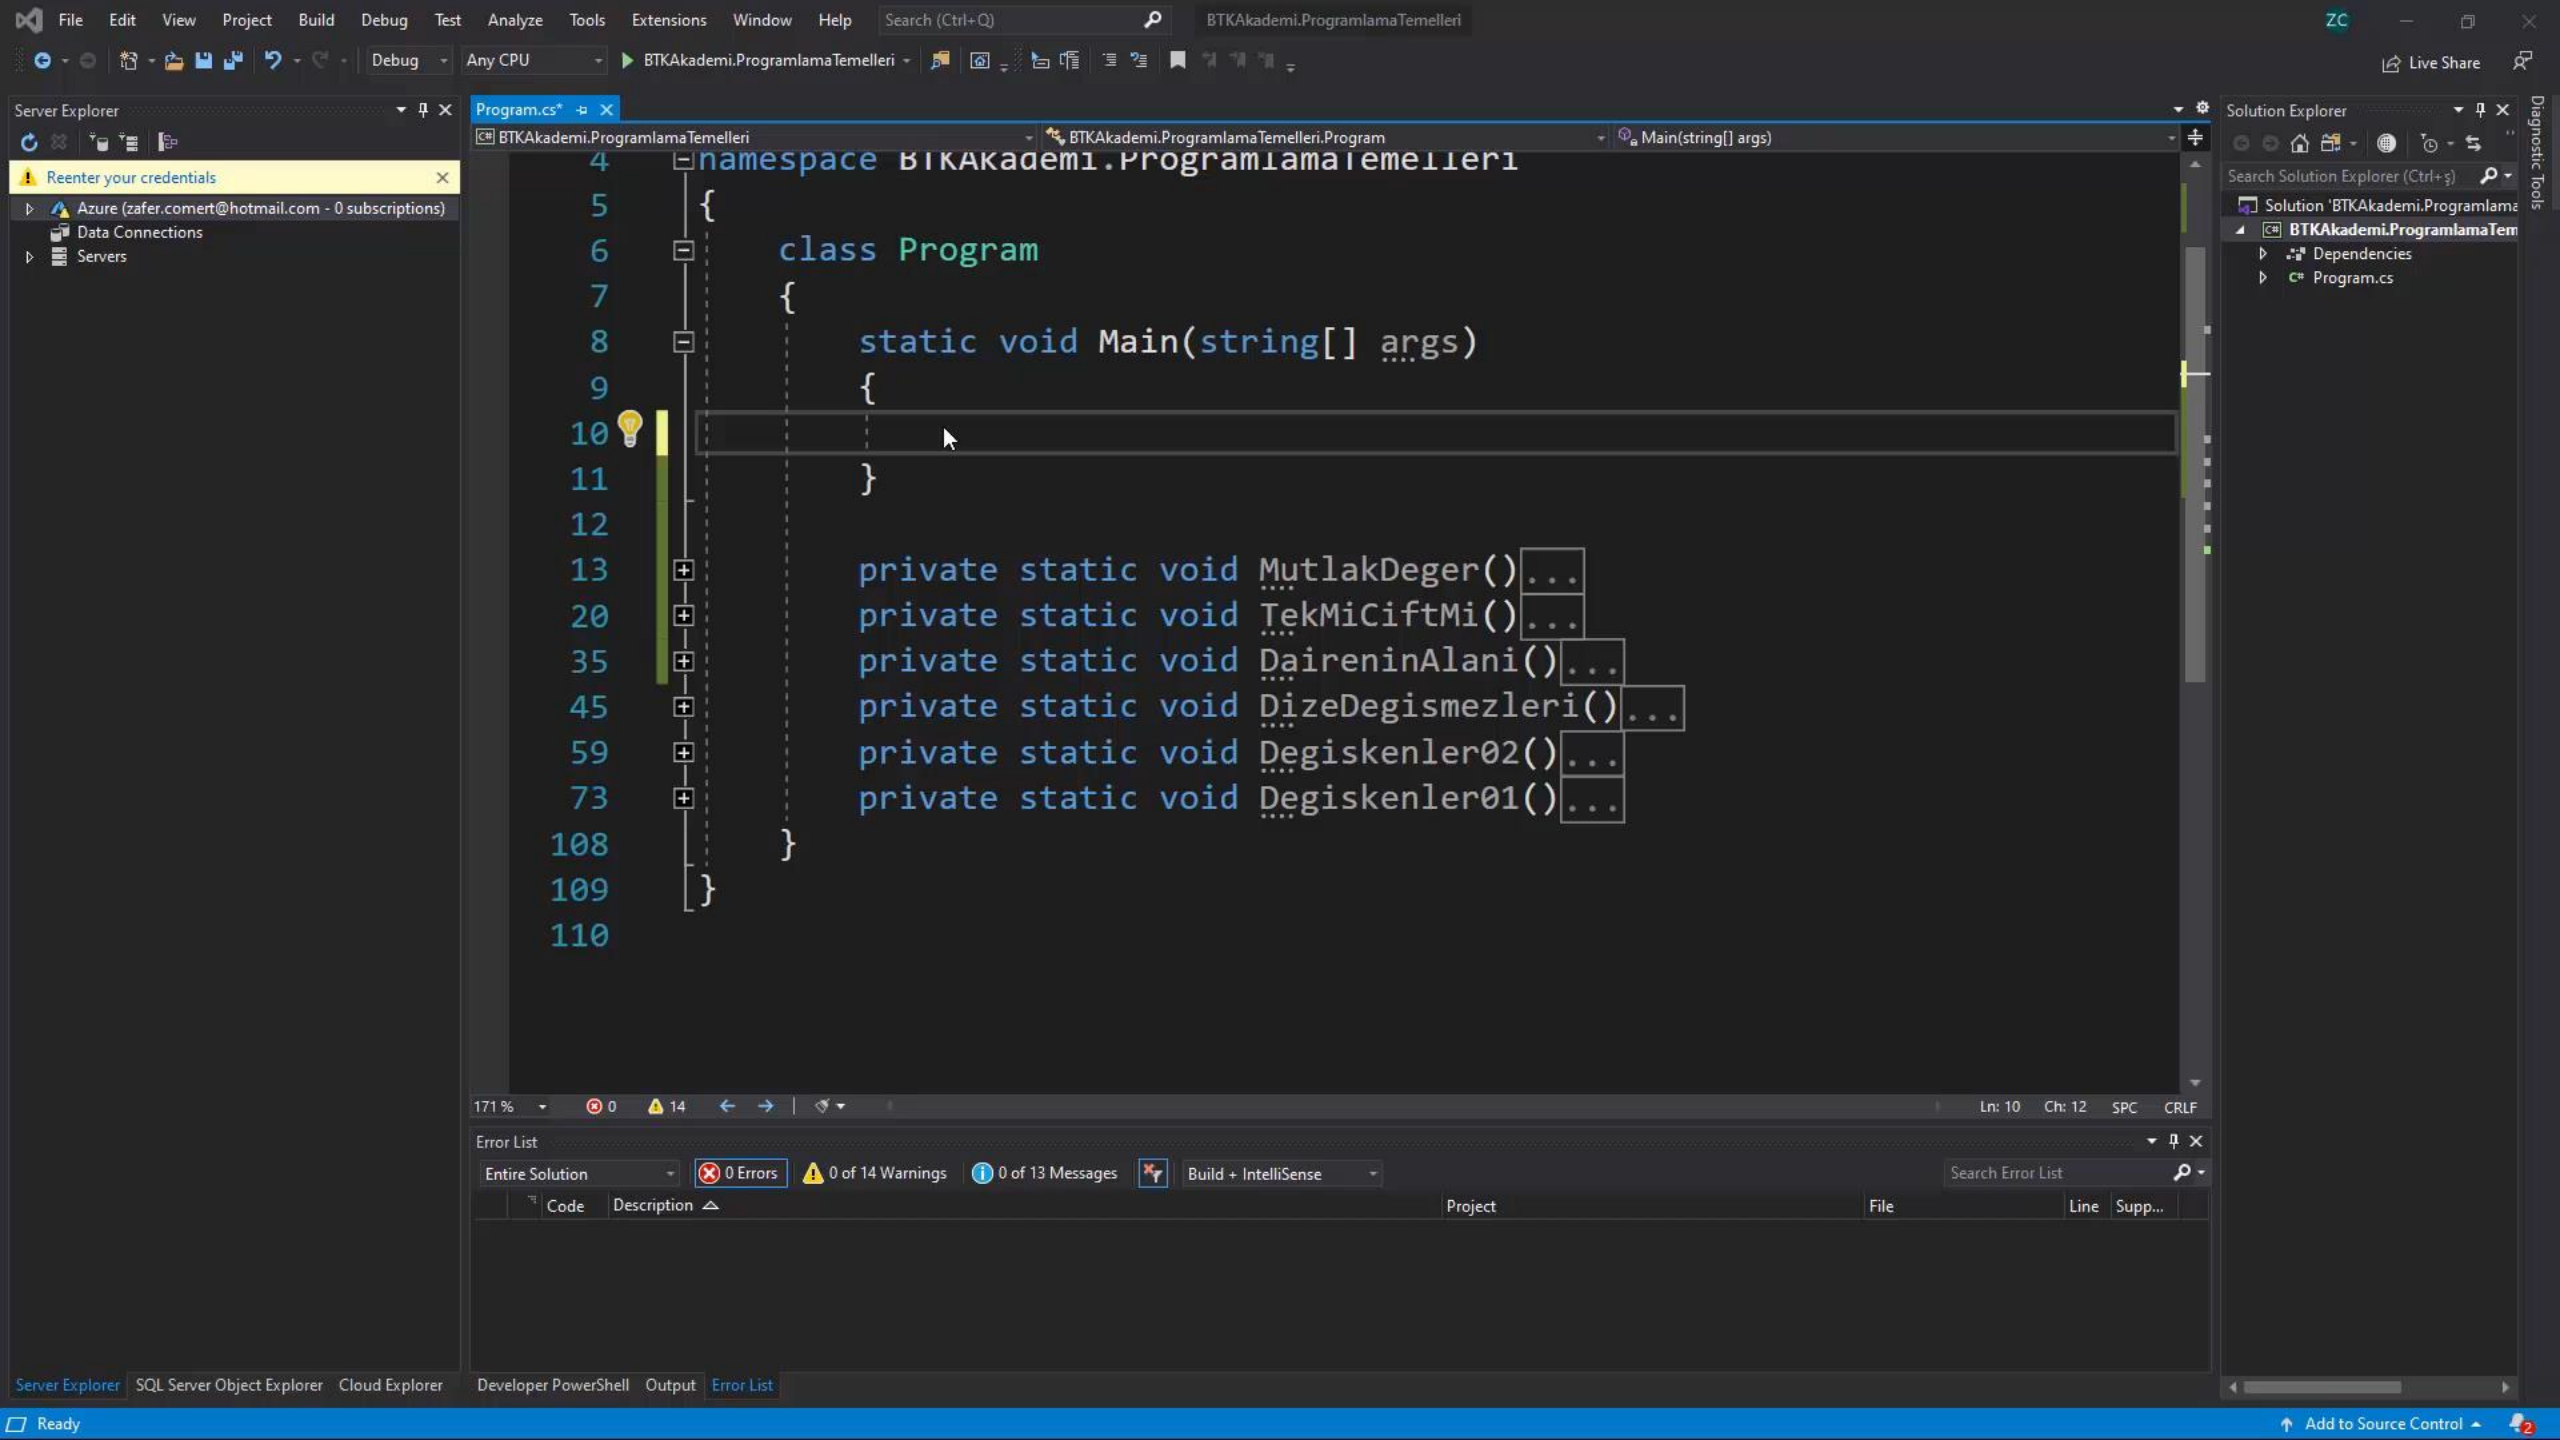 File Edit View Project Build Debug Test Analyze Tools Extensions Window Help Search (Ctrl+Q) BTKAkademi.ProgramlamaTemelleri ZC
Debug Any CPU BTKAkademi.ProgramlamaTemelleri Live Share
Server Explorer
Reenter your credentials
Azure (zafer.comert@hotmail.com - 0 subscriptions)
Data Connections
Servers
Program.cs*
BTKAkademi.ProgramlamaTemelleri BTKAkademi.ProgramlamaTemelleri.Program Main(string[] args)
4 namespace BTKAkademi.ProgramlamaTemelleri
5 {
6 class Program
7 {
8 static void Main(string[] args)
9 {
10
11 }
12
13 private static void MutlakDeger()...
20 private static void TekMiCiftMi()...
35 private static void DaireninAlani()...
45 private static void DizeDegismezleri()...
59 private static void Degiskenler02()...
73 private static void Degiskenler01()...
108 }
109 }
110
171 % 0 14 Ln: 10 Ch: 12 SPC CRLF
Error List
Entire Solution 0 Errors 0 of 14 Warnings 0 of 13 Messages Build + IntelliSense Search Error List
Code Description Project File Line Supp...
Solution Explorer
Search Solution Explorer (Ctrl+ş)
Solution 'BTKAkademi.Programlama
BTKAkademi.ProgramlamaTem
Dependencies
C# Program.cs
Diagnostic Tools
Server Explorer SQL Server Object Explorer Cloud Explorer Developer PowerShell Output Error List
Ready Add to Source Control 2